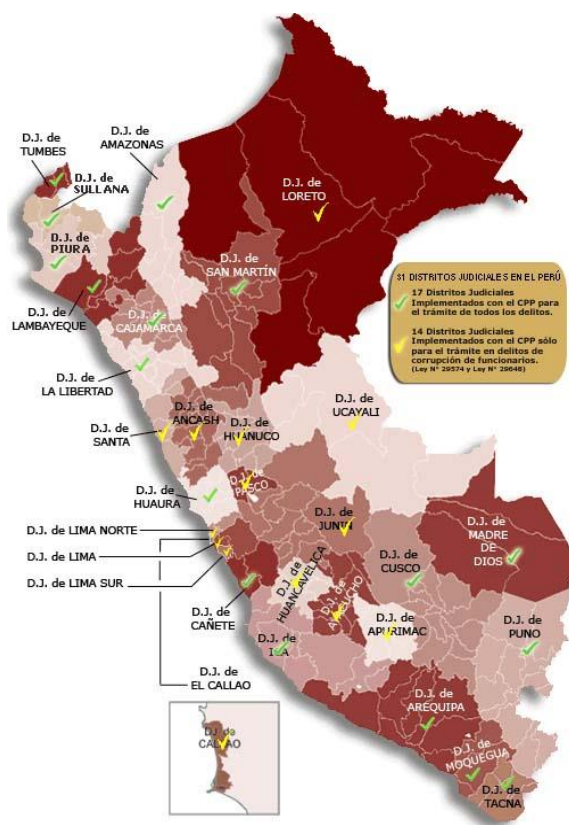 D.J. de
AMAZONAS
D.J. de
TUMBES
D.J. de
SULLANA
D.J. de
LORETO
D.J. de
PIURA
D.J. de
SAN MARTÍN
31 DISTRITOS JUDICIALES EN EL PERÚ
17 Distritos Judiciales
Implementados con el CPP para
el trámite de todos los delitos.
14 Distritos Judiciales
Implementados con el CPP sólo
para el trámite en delitos de
corrupción de funcionarios.
(Ley N° 29574 y Ley N° 29648)
D.J. de
LAMBAYEQUE
D.J. de
CAJAMARCA
D.J. de
LA LIBERTAD
D.J. de
UCAYALI
D.J. de
SANTA
D.J. de
ANCASH
D.J. de
HUANUCO
D.J. de
HUAURA
D.J. de
PASCO
D.J. de
JUNIN
D.J. de LIMA NORTE
D.J. de LIMA
D.J. de LIMA SUR
D.J. de
MADRE
DE
DIOS
D.J. de
CUSCO
D.J. de
HUANCAVELICA
D.J. de
CAÑETE
D.J. de
AYACUCHO
D.J. de
APURIMAC
D.J. de
PUNO
D.J. de
ICA
D.J. de
EL CALLAO
D.J. de
AREQUIPA
D.J. de
CALLAO
D.J. de
MOQUEGUA
D.J. de
TACNA